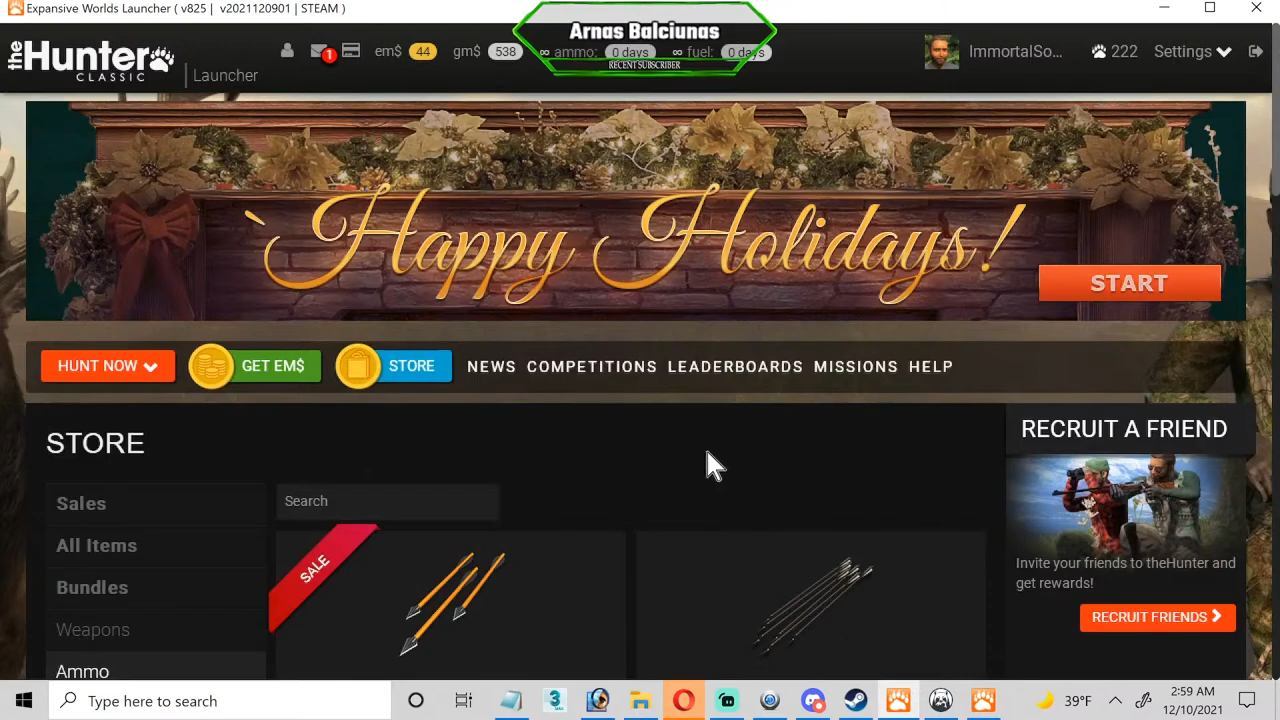 Expansive Worlds Launcher ( v825 | v2021120901 | STEAM )
Arnas Balciunas
RECENT SUBSCRIBER
theHunter
CLASSIC
Launcher
1
em$ 44 gm$ 538 ∞ ammo: 0 days ∞ fuel: 0 days
ImmortalSo... 222 Settings
`Happy Holidays!
START
HUNT NOW GET EM$ STORE NEWS COMPETITIONS LEADERBOARDS MISSIONS HELP
STORE
Sales
All Items
Bundles
Weapons
Ammo
Search
SALE
RECRUIT A FRIEND
Invite your friends to theHunter and
get rewards!
RECRUIT FRIENDS
Type here to search
3
39°F
2:59 AM
12/10/2021